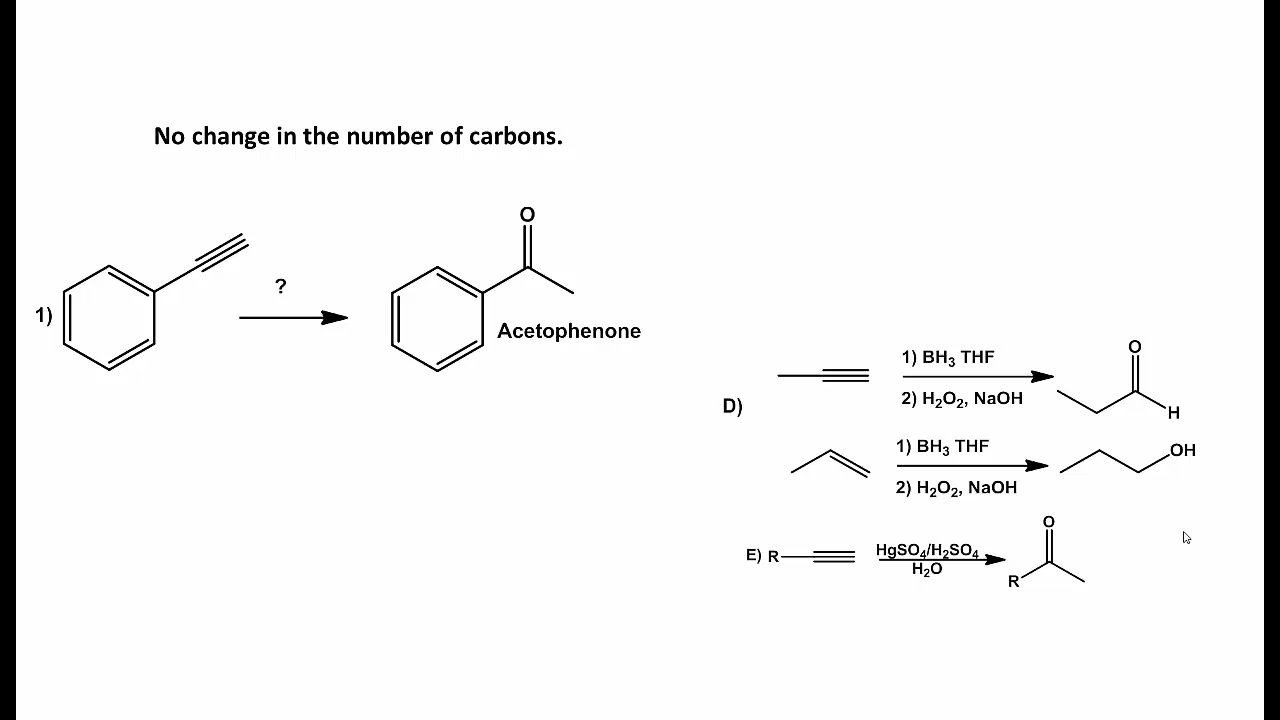 No change in the number of carbons.
1)
?
O
Acetophenone
D)
1) BH₃ THF
2) H₂O₂, NaOH
O
H
1) BH₃ THF
2) H₂O₂, NaOH
OH
E) R
HgSO₄/H₂SO₄
H₂O
O
R